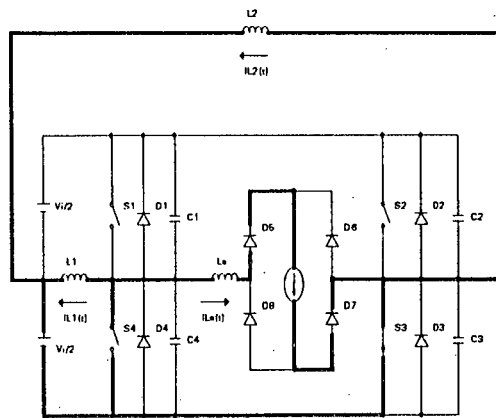 L2
IL2(t)
Vi/2
S1
D1
C1
D5
D6
S2
D2
C2
L1
Ls
IL1(t)
ILs(t)
D8
D7
Vi/2
S4
D4
C4
S3
D3
C3